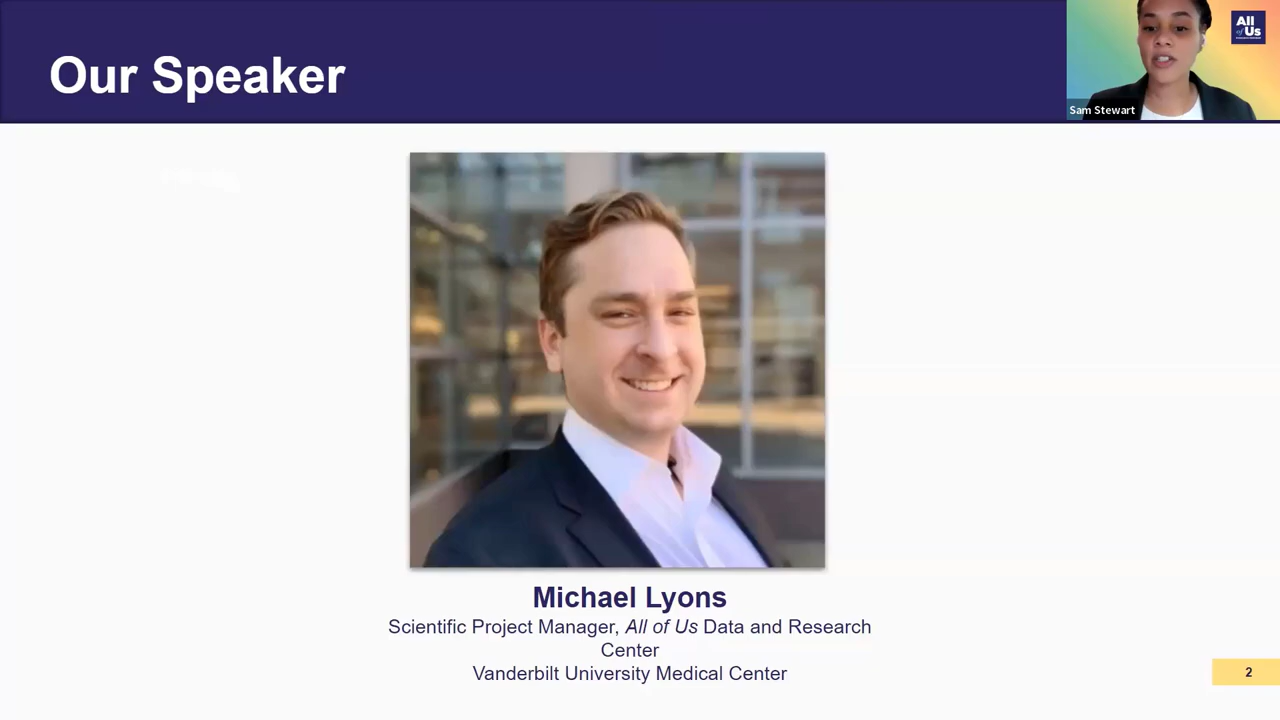 Our Speaker
All
of Us
Sam Stewart
Michael Lyons
Scientific Project Manager, All of Us Data and Research
Center
Vanderbilt University Medical Center
2